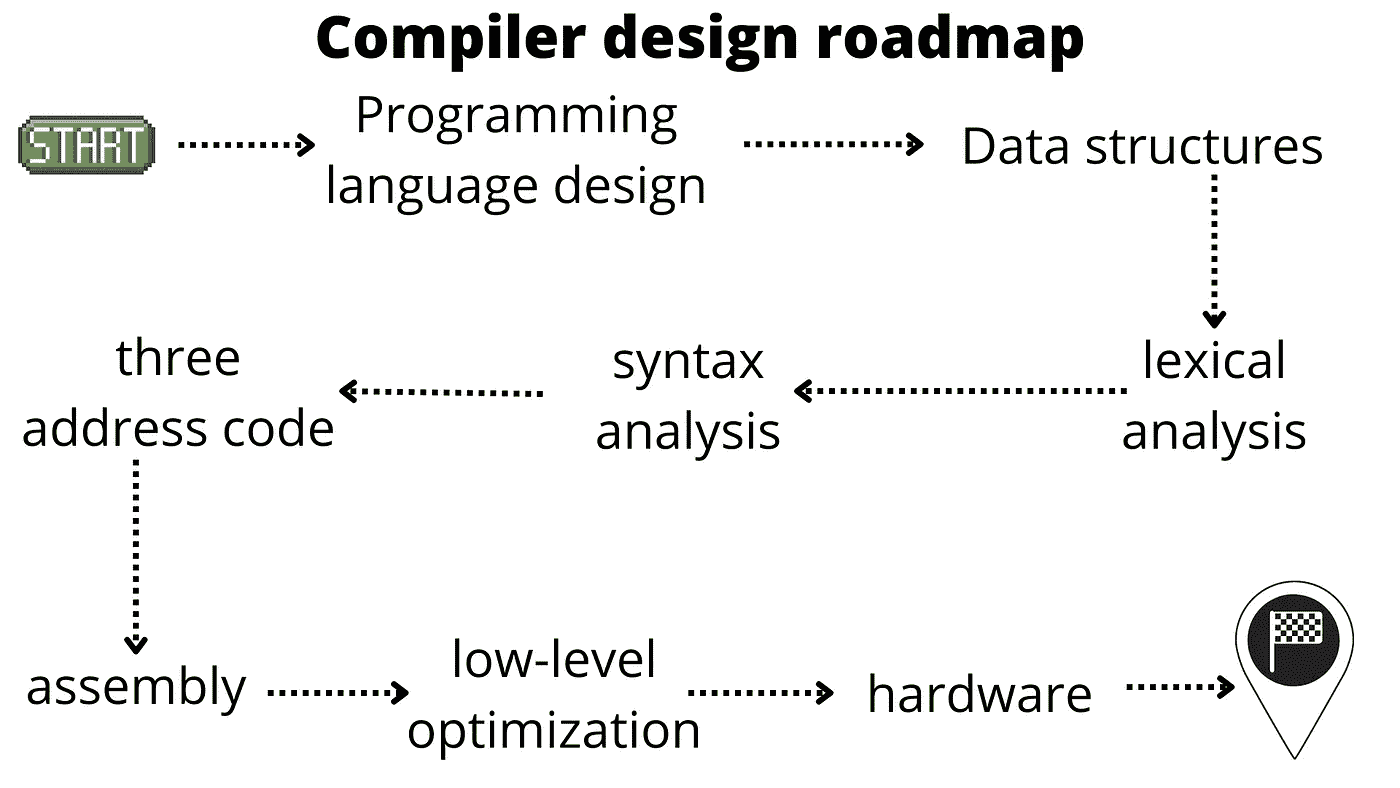 Compiler design roadmap
START
Programming
language design
Data structures
lexical
analysis
syntax
analysis
three
address code
assembly
low-level
optimization
hardware